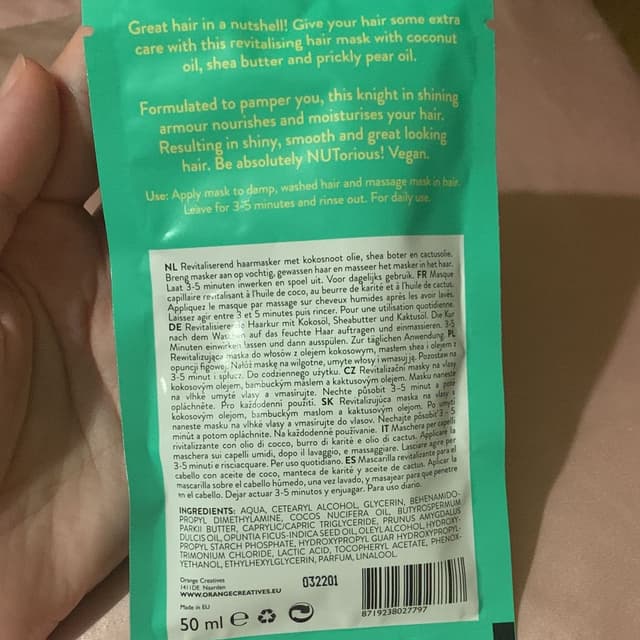 Great hair in a nutshell! Give your hair some extra
care with this revitalising hair mask with coconut
oil, shea butter and prickly pear oil.
Formulated to pamper you, this knight in shining
armour nourishes and moisturises your hair.
Resulting in shiny, smooth and great looking
hair. Be absolutely NUTorious! Vegan.
Use: Apply mask to damp, washed hair and massage mask in hair.
Leave for 3-5 minutes and rinse out. For daily use.
NL Revitaliserend haarmasker met kokosnoot olie, shea boter en cactusolie.
Breng masker aan op vochtig, gewassen haar en masseer het masker in het haar.
Laat 3-5 minuten inwerken en spoel uit. Voor dagelijks gebruik. FR Masque
capillaire revitalisant à l'huile de coco, au beurre de karité et à l'huile de cactus.
Appliquez le masque par massage sur cheveux humides après les avoir lavés.
Laissez agir entre 3 et 5 minutes puis rincer. Pour une utilisation quotidienne.
DE Revitalisierende Haarkur mit Kokosöl, Sheabutter und Kaktusöl. Die Kur
nach dem Waschen auf das feuchte Haar auftragen und einmassieren. 3-5
Minuten einwirken lassen und dann ausspülen. Zur täglichen Anwendung. PL
Rewitalizująca maska do włosów z olejem kokosowym, masłem shea i olejem z
opuncji figowej. Nałóż maskę na wilgotne, umyte włosy i wmasuj ją. Pozostaw na
3-5 minut i spłucz. Do codziennego użytku. CZ Revitalizační masky na vlasy
kokosovým olejem, bambuckým maslom a kaktusovým olejem. Masku naneste
na vlhké umyté vlasy a vmasírujte. Nechte působit 3-5 minut a poté
opláchněte. Pro každodenní použití. SK Revitalizujúca maska na vlasy s
kokosovým olejom, bambuckým maslom a kaktusovým olejom. Po umytí
naneste masku na vlhké vlasy a vmasírujte do vlasov. Nechajte pôsobiť 3-5
minút a potom opláchnite. Na každodenné používanie. IT Maschera per capelli
rivitalizzante con olio di cocco, burro di karité e olio di cactus. Applicare la
maschera sui capelli umidi, dopo il lavaggio, e massaggiare. Lasciare agire per
3-5 minuti e risciacquare. Per uso quotidiano. ES Mascarilla revitalizante para el
cabello con aceite de coco, manteca de karité y aceite de cactus. Aplicar la
mascarilla sobre el cabello húmedo, una vez lavado, y masajear para que penetre
en el cabello. Dejar actuar 3-5 minutos y enjuagar. Para uso diario.
INGREDIENTS: AQUA, CETEARYL ALCOHOL, GLYCERIN, BEHENAMIDO-
PROPYL DIMETHYLAMINE, COCOS NUCIFERA OIL, BUTYROSPERMUM
PARKII BUTTER, CAPRYLIC/CAPRIC TRIGLYCERIDE, PRUNUS AMYGDALUS
DULCIS OIL, OPUNTIA FICUS-INDICA SEED OIL, OLEYL ALCOHOL, HYDROXY-
PROPYL STARCH PHOSPHATE, HYDROXYPROPYL GUAR HYDROXYPROPYL-
TRIMONIUM CHLORIDE, LACTIC ACID, TOCOPHERYL ACETATE, PHENOX-
YETHANOL, ETHYLHEXYLGLYCERIN, PARFUM, LINALOOL.
Orange Creatives
1411DE Naarden
WWW.ORANGECREATIVES.EU
032201
Made in EU
50 ml e
8719238027797